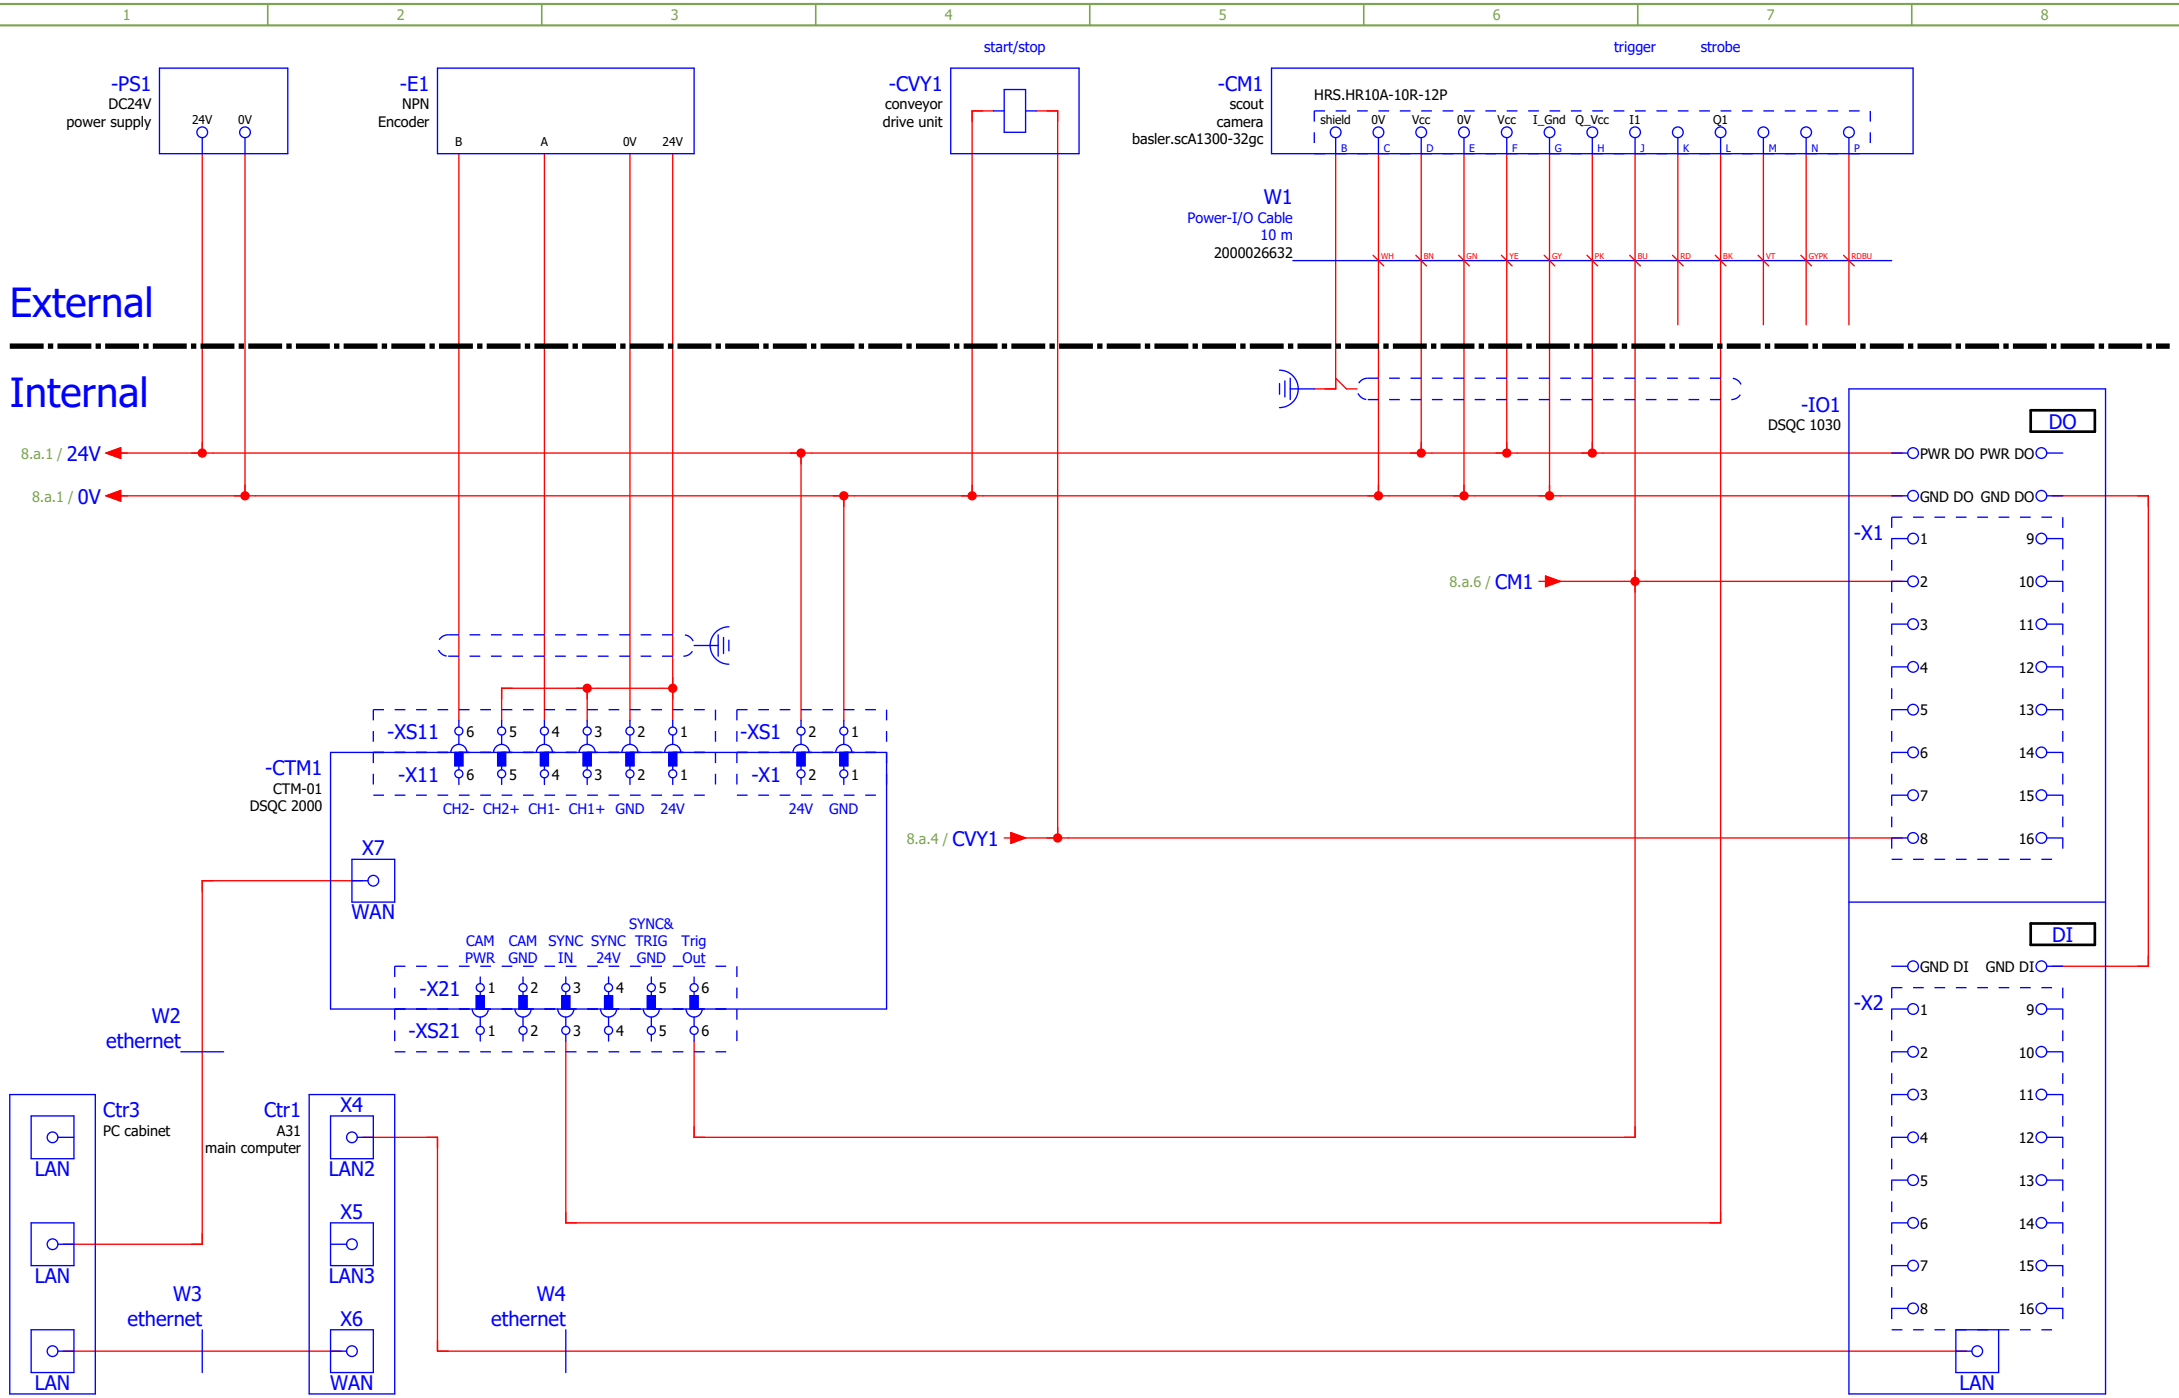 1 2 3 4 5 6 7 8
start/stop
trigger strobe
-PS1
DC24V
power supply
24V 0V
-E1
NPN
Encoder
B A 0V 24V
-CVY1
conveyor
drive unit
-CM1
scout
camera
basler.scA1300-32gc
HRS.HR10A-10R-12P
shield 0V Vcc 0V Vcc I_Gnd Q_Vcc I1 Q1
B C D E F G H J K L M N P
W1
Power-I/O Cable
10 m
2000026632
WH BN GN YE GY PK BU RD BK VT GYPK RDBU
External
Internal
8.a.1 / 24V
8.a.1 / 0V
-IO1
DSQC 1030
DO
PWR DO PWR DO
GND DO GND DO
-X1
1 9
2 10
3 11
4 12
5 13
6 14
7 15
8 16
8.a.6 / CM1
8.a.4 / CVY1
-XS11 6 5 4 3 2 1
-XS1 2 1
-CTM1
CTM-01
DSQC 2000
-X11 6 5 4 3 2 1
-X1 2 1
CH2- CH2+ CH1- CH1+ GND 24V
24V GND
X7
WAN
CAM PWR
CAM GND
SYNC IN
SYNC 24V
SYNC& TRIG GND
Trig Out
-X21 1 2 3 4 5 6
-XS21 1 2 3 4 5 6
DI
GND DI GND DI
-X2
1 9
2 10
3 11
4 12
5 13
6 14
7 15
8 16
LAN
W2
ethernet
Ctr3
PC cabinet
LAN
LAN
LAN
Ctr1
A31
main computer
X4
LAN2
X5
LAN3
X6
WAN
W3
ethernet
W4
ethernet